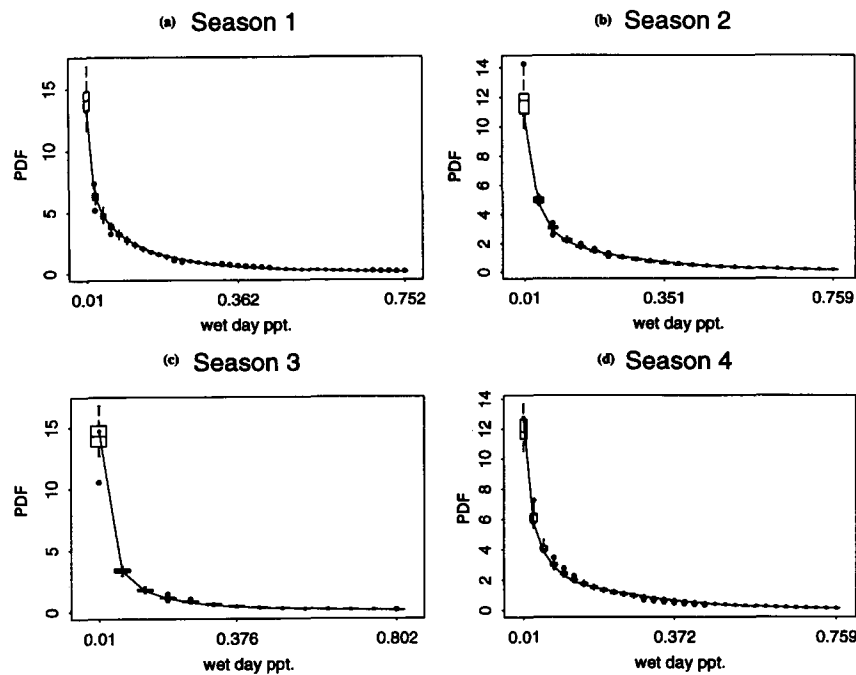 (a) Season 1
15
10
5
0
PDF
0.01 0.362 0.752
wet day ppt.
(b) Season 2
14
12
10
8
6
4
2
0
PDF
0.01 0.351 0.759
wet day ppt.
(c) Season 3
15
10
5
0
PDF
0.01 0.376 0.802
wet day ppt.
(d) Season 4
14
12
10
8
6
4
2
0
PDF
0.01 0.372 0.759
wet day ppt.